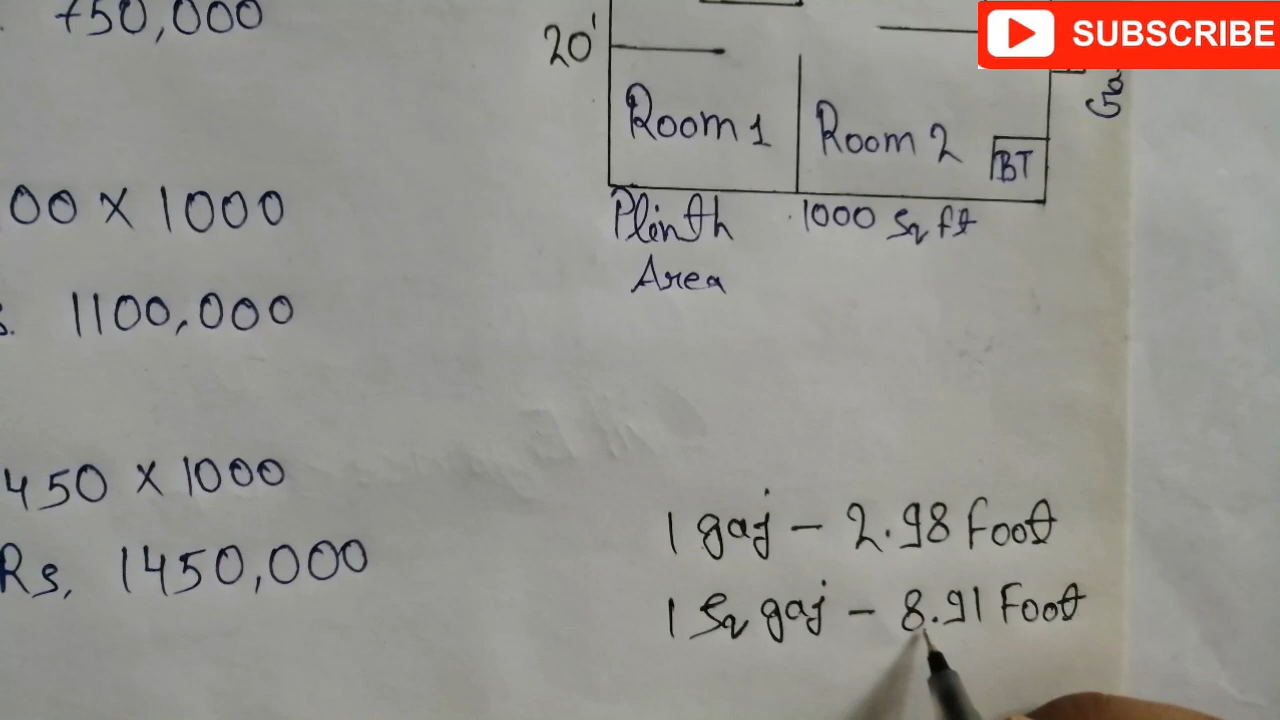 750,000
00 X 1000
S. 1100,000
450 X 1000
Rs. 1450,000
20'
Room 1
Room 2
BT
Plinth 1000 Sq ft
Area
1 gaj - 2.98 Foot
1 Sq gaj - 8.91 Foot
SUBSCRIBE